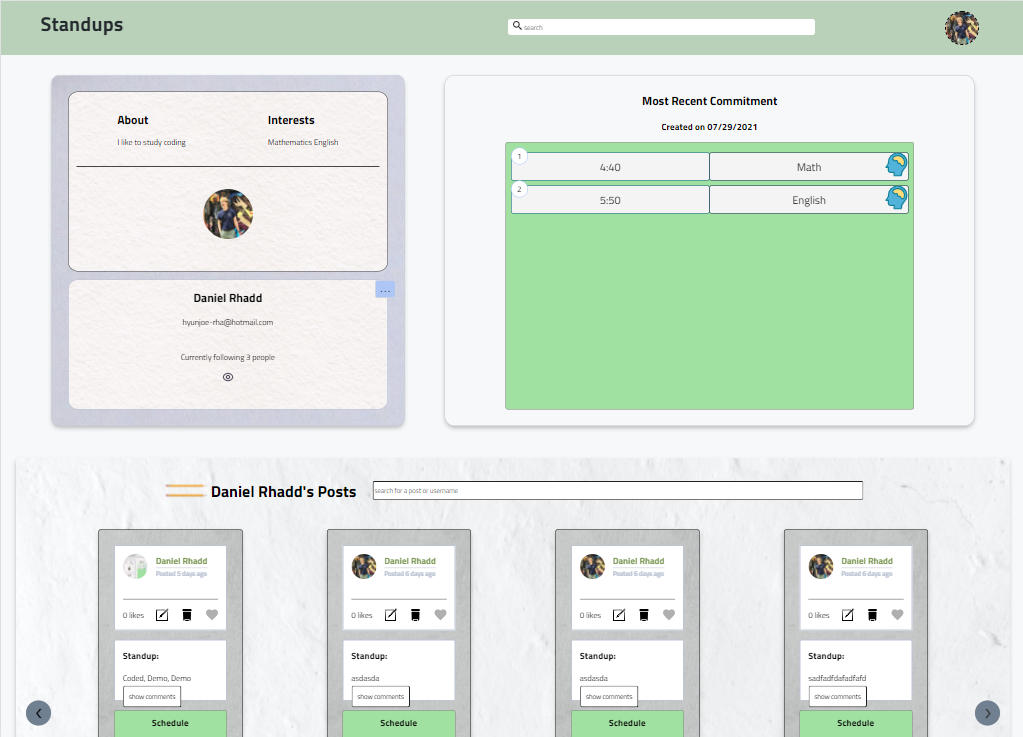 Standups
search
About
Interests
I like to study coding
Mathematics English
Daniel Rhadd
...
hyunjoe-rha@hotmail.com
Currently following 3 people
Most Recent Commitment
Created on 07/29/2021
1
4:40
Math
2
5:50
English
Daniel Rhadd's Posts
search for a post or username
Daniel Rhadd
Posted 5 days ago
0 likes
Standup:
Coded, Demo, Demo
show comments
Schedule
Daniel Rhadd
Posted 6 days ago
0 likes
Standup:
asdasda
show comments
Schedule
Daniel Rhadd
Posted 6 days ago
0 likes
Standup:
asdasda
show comments
Schedule
Daniel Rhadd
Posted 6 days ago
0 likes
Standup:
sadfadfdafadfafd
show comments
Schedule